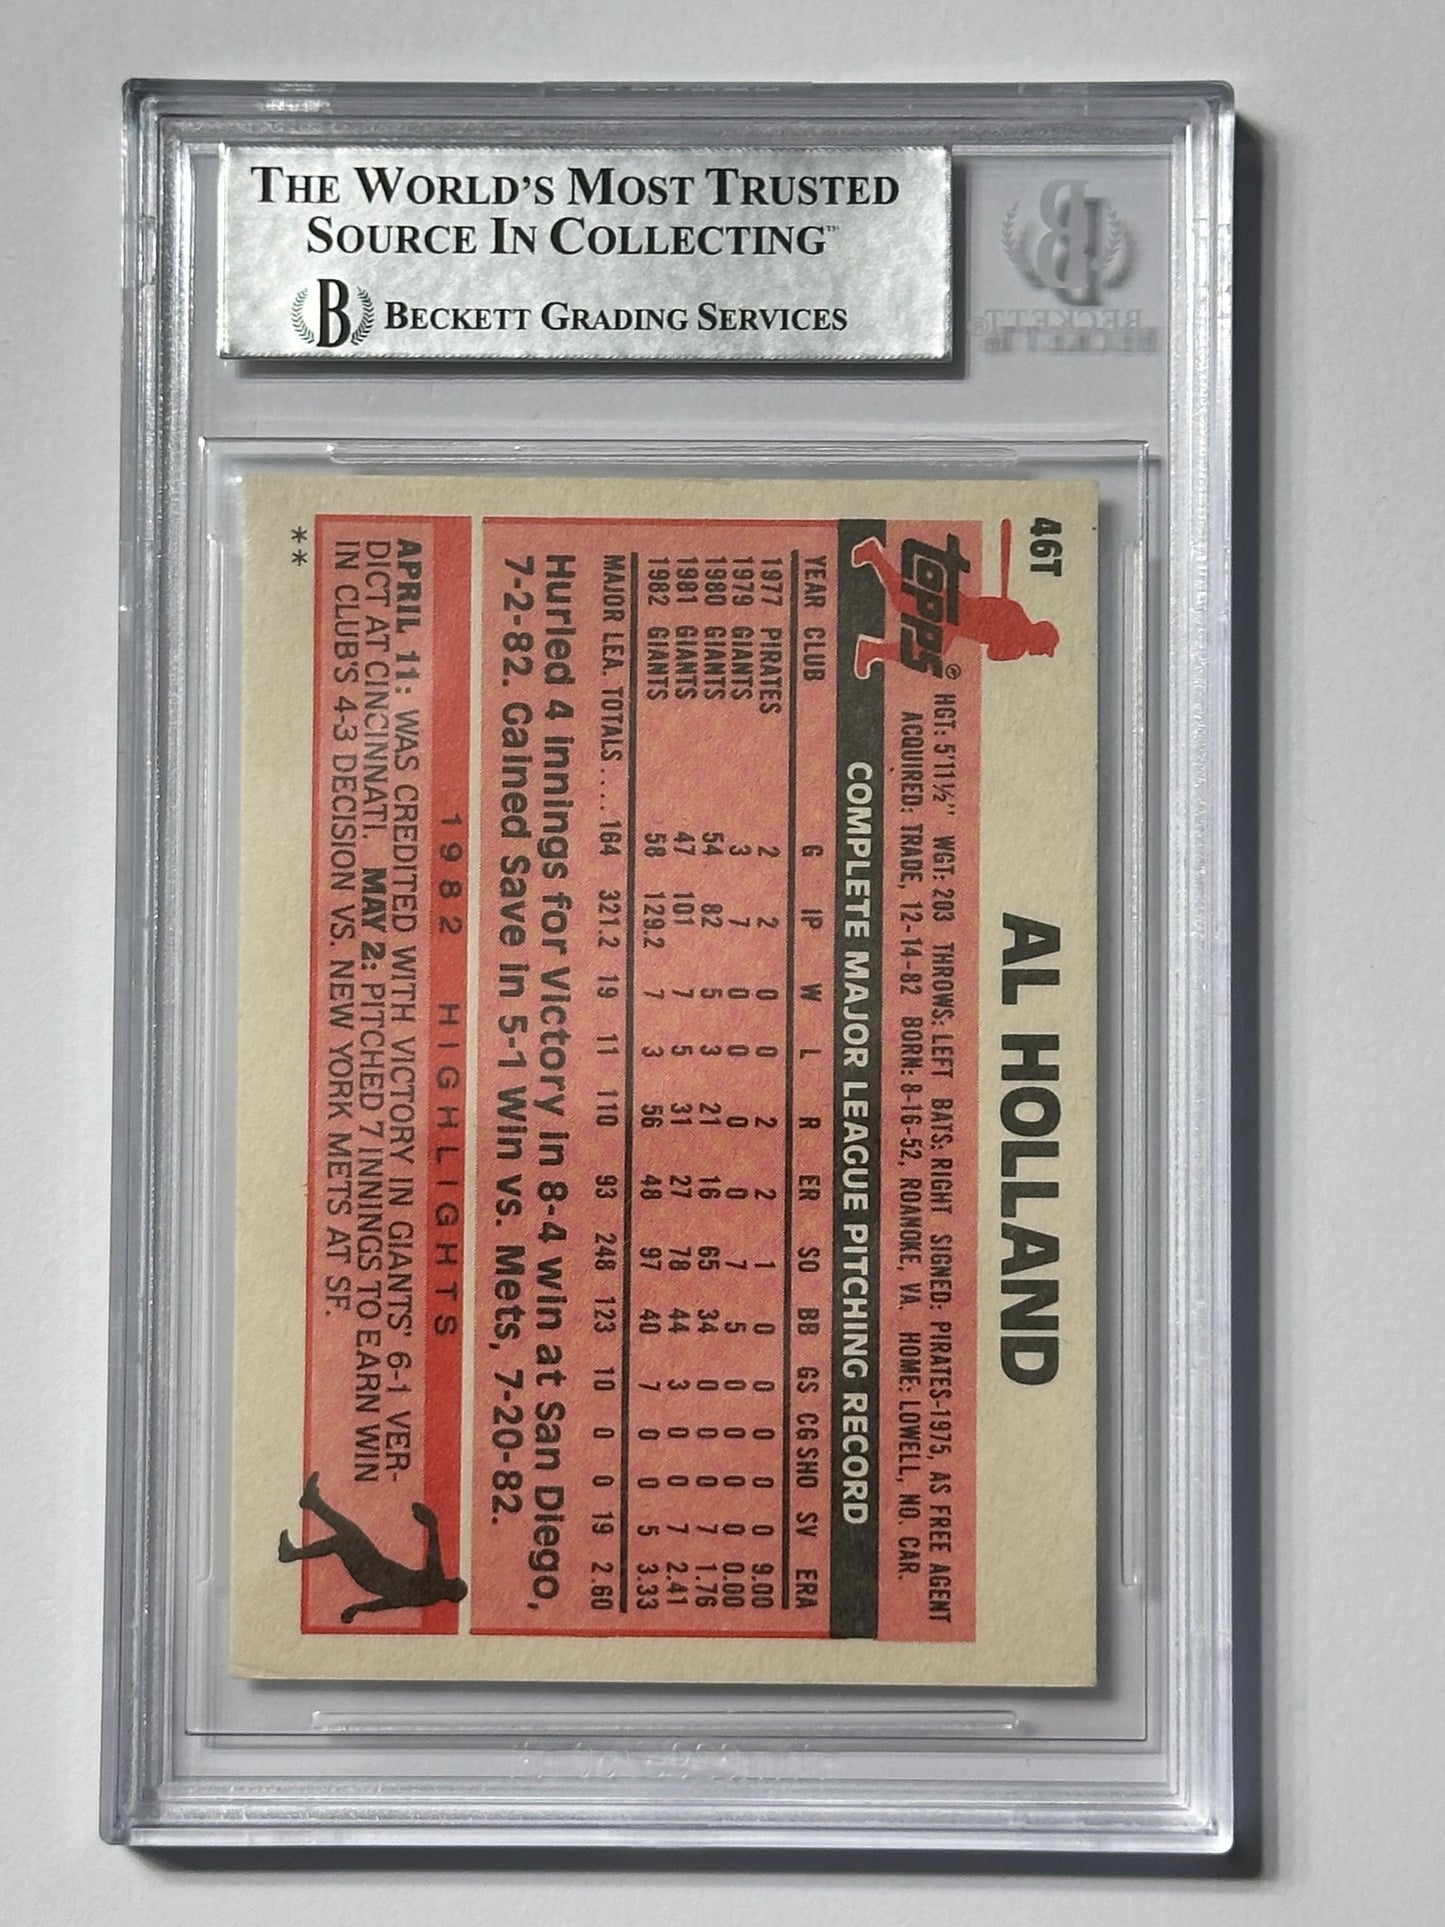 THE WORLD'S MOST TRUSTED
SOURCE IN COLLECTING™
B BECKETT GRADING SERVICES
B
BECKETT®
46T
AL HOLLAND
topps®
HGT: 5'11½" WGT: 203 THROWS: LEFT BATS: RIGHT SIGNED: PIRATES-1975, AS FREE AGENT
ACQUIRED: TRADE, 12-14-82 BORN: 8-16-52, ROANOKE, VA. HOME: LOWELL, NO. CAR.
COMPLETE MAJOR LEAGUE PITCHING RECORD
YEAR CLUB G IP W L R ER SO BB GS CG SHO SV ERA
1977 PIRATES 2 2 0 0 2 2 1 0 0 0 0 0 9.00
1979 GIANTS 3 7 0 0 0 0 7 5 0 0 0 0 0.00
1980 GIANTS 54 82 5 3 21 16 65 34 0 0 0 7 1.76
1981 GIANTS 47 101 7 5 31 27 78 44 3 0 0 7 2.41
1982 GIANTS 58 129.2 7 3 56 48 97 40 7 0 0 5 3.33
MAJOR LEA. TOTALS .... 164 321.2 19 11 110 93 248 123 10 0 0 19 2.60
Hurled 4 innings for Victory in 8-4 win at San Diego,
7-2-82. Gained Save in 5-1 Win vs. Mets, 7-20-82.
1982 HIGHLIGHTS
APRIL 11: WAS CREDITED WITH VICTORY IN GIANTS' 6-1 VER-
DICT AT CINCINNATI. MAY 2: PITCHED 7 INNINGS TO EARN WIN
IN CLUB'S 4-3 DECISION VS. NEW YORK METS AT SF.
**